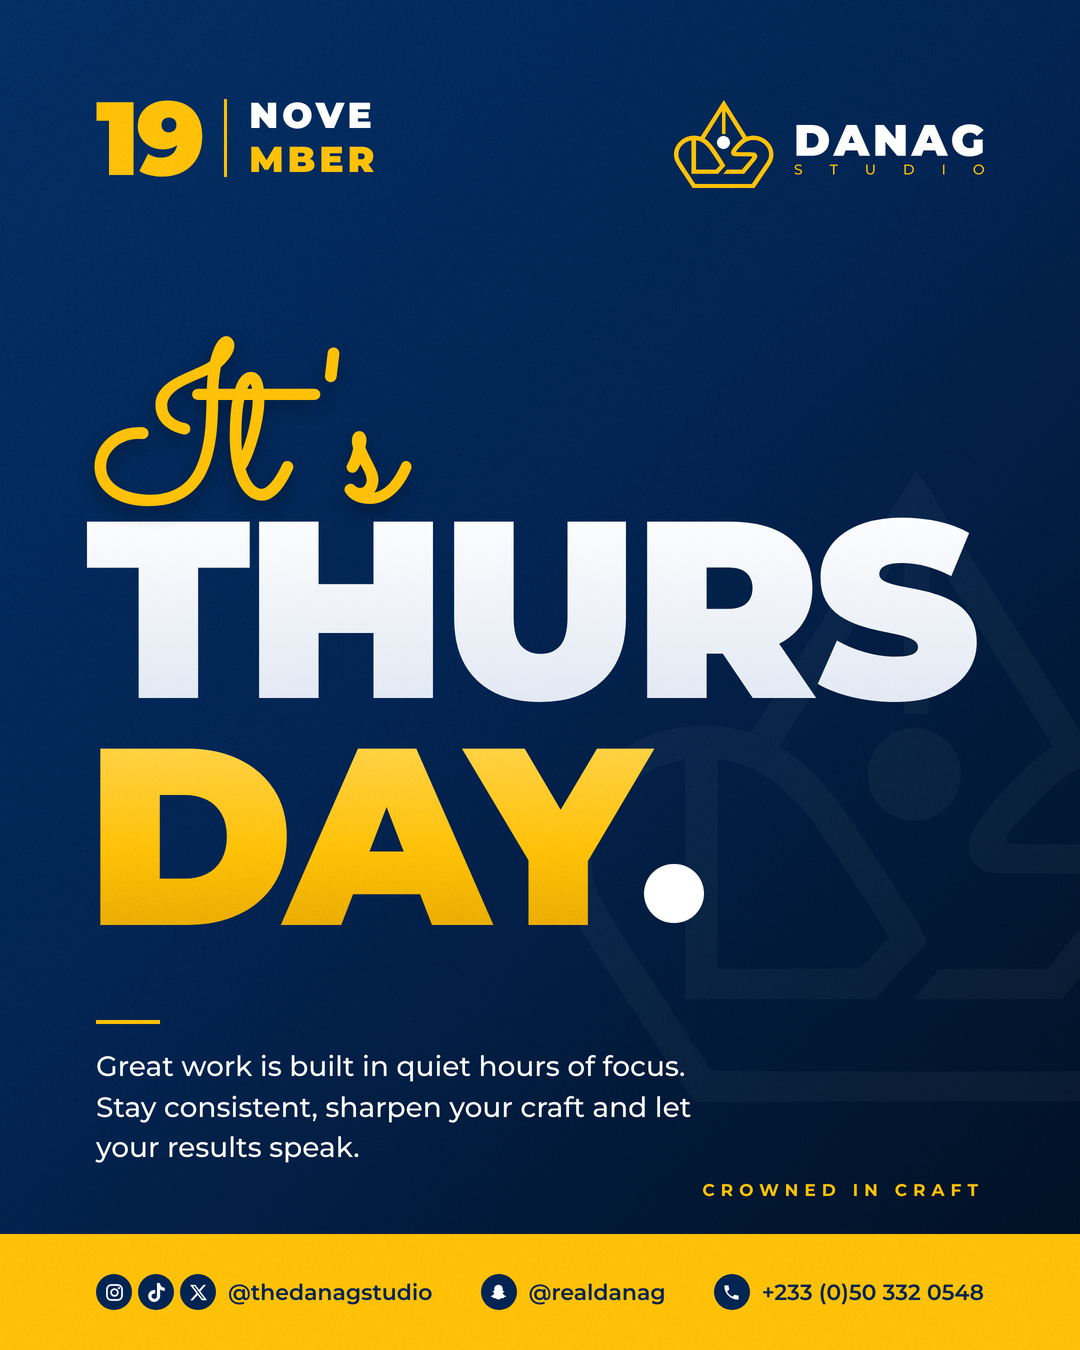 19
NOVE
MBER
DS
DANAG
STUDIO
It's
THURS
DAY.
Great work is built in quiet hours of focus.
Stay consistent, sharpen your craft and let
your results speak.
CROWNED IN CRAFT
@thedanagstudio
@realdanag
+233 (0)50 332 0548